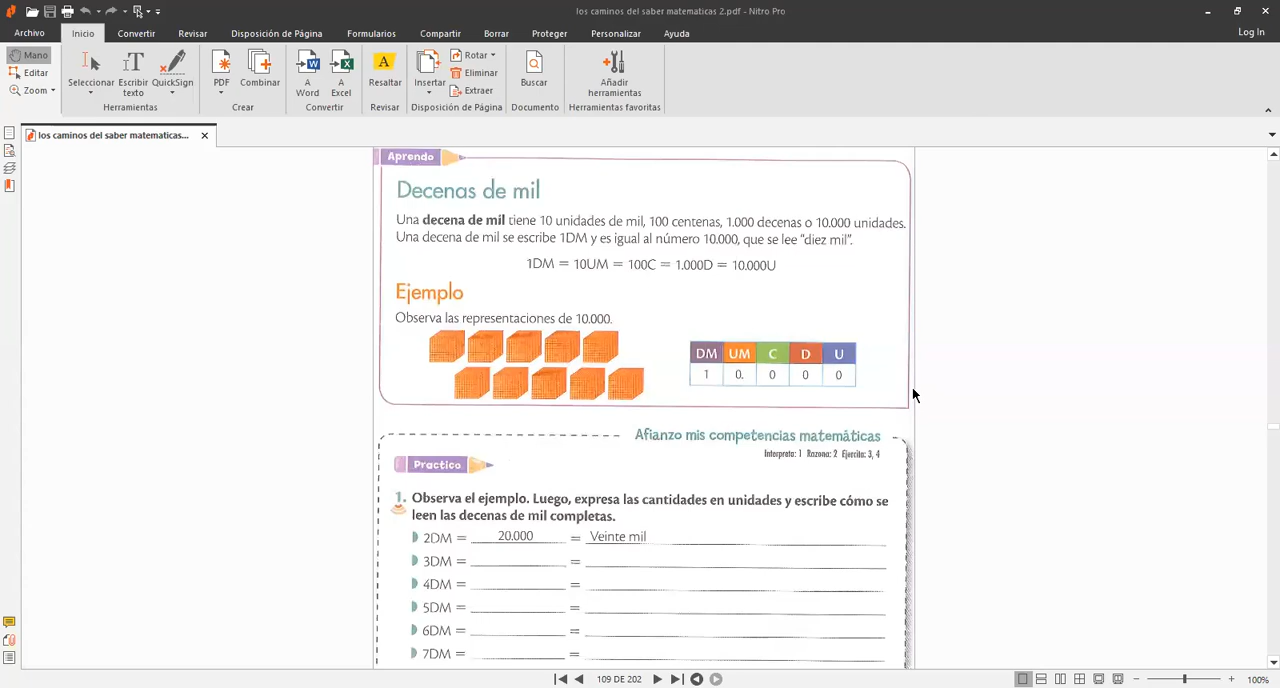 los caminos del saber matematicas 2.pdf - Nitro Pro
Archivo Inicio Convertir Revisar Disposición de Página Formularios Compartir Borrar Proteger Personalizar Ayuda Log In
Mano
Editar
Zoom
Seleccionar
Escribir texto
QuickSign
Herramientas
PDF
Combinar
Crear
A Word
A Excel
Convertir
Resaltar
Revisar
Insertar
Rotar
Eliminar
Extraer
Disposición de Página
Buscar
Documento
Añadir herramientas
Herramientas favoritas
los caminos del saber matematicas...
Aprendo
Decenas de mil
Una decena de mil tiene 10 unidades de mil, 100 centenas, 1.000 decenas o 10.000 unidades.
Una decena de mil se escribe 1DM y es igual al número 10.000, que se lee “diez mil”.
1DM = 10UM = 100C = 1.000D = 10.000U
Ejemplo
Observa las representaciones de 10.000.
DM UM C D U
1 0. 0 0 0
Afianzo mis competencias matemáticas
Interpreto: 1 Razono: 2 Ejercito: 3, 4
Practico
1. Observa el ejemplo. Luego, expresa las cantidades en unidades y escribe cómo se
leen las decenas de mil completas.
2DM = 20.000 = Veinte mil
3DM = =
4DM = =
5DM = =
6DM = =
7DM = =
109 DE 202
100%